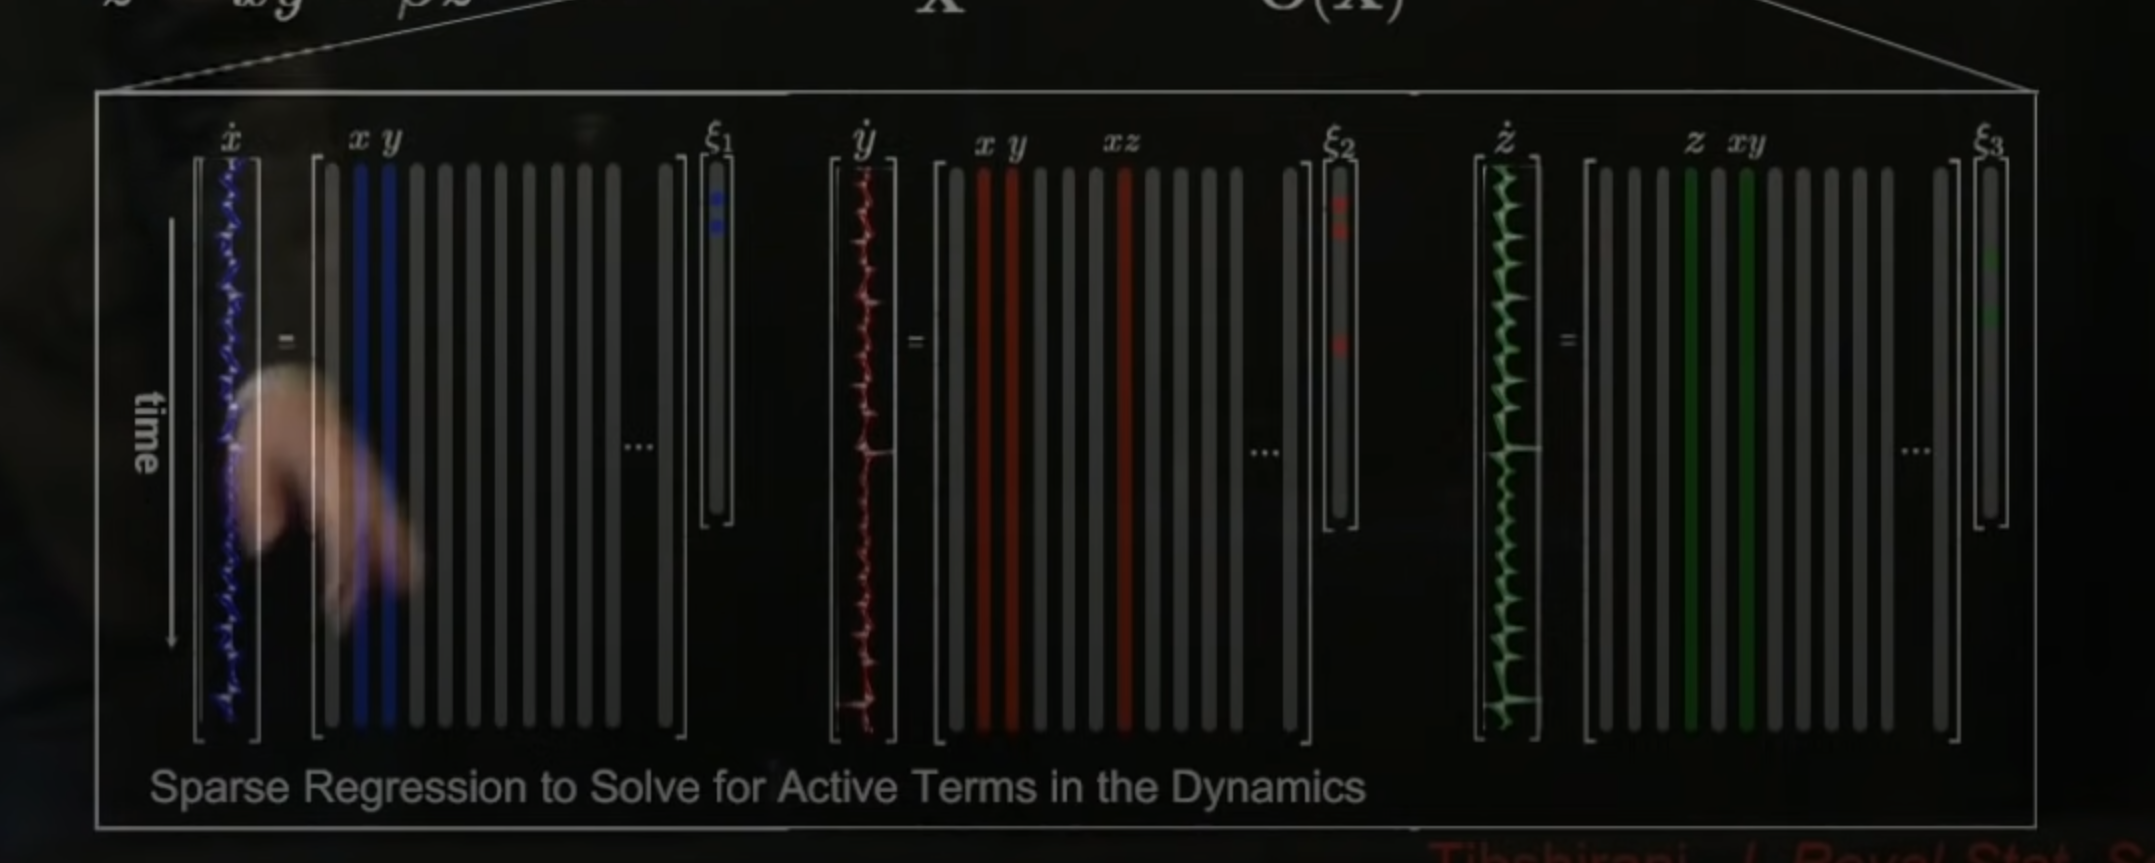 ẋ x y ξ₁ ẏ x y xz ξ₂ ż z xy ξ₃
= = =
time
... ... ...
Sparse Regression to Solve for Active Terms in the Dynamics